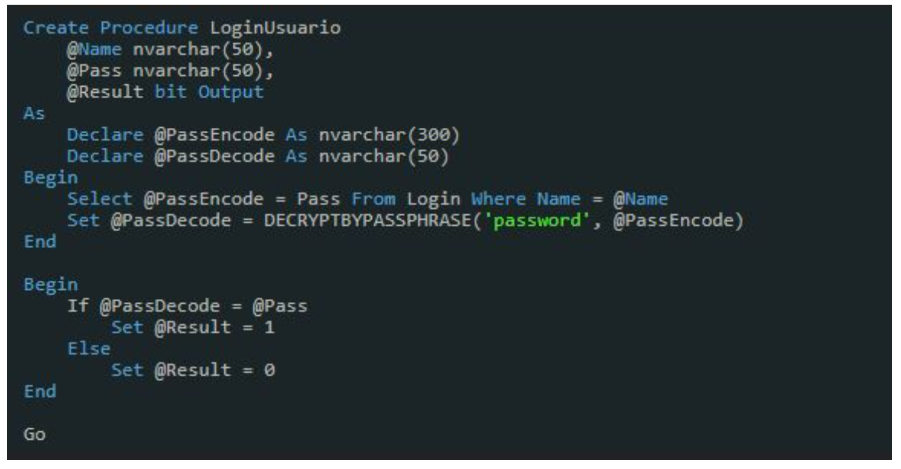 Create Procedure LoginUsuario
@Name nvarchar(50),
@Pass nvarchar(50),
@Result bit Output
As
Declare @PassEncode As nvarchar(300)
Declare @PassDecode As nvarchar(50)
Begin
Select @PassEncode = Pass From Login Where Name = @Name
Set @PassDecode = DECRYPTBYPASSPHRASE('password', @PassEncode)
End
Begin
If @PassDecode = @Pass
Set @Result = 1
Else
Set @Result = 0
End
Go